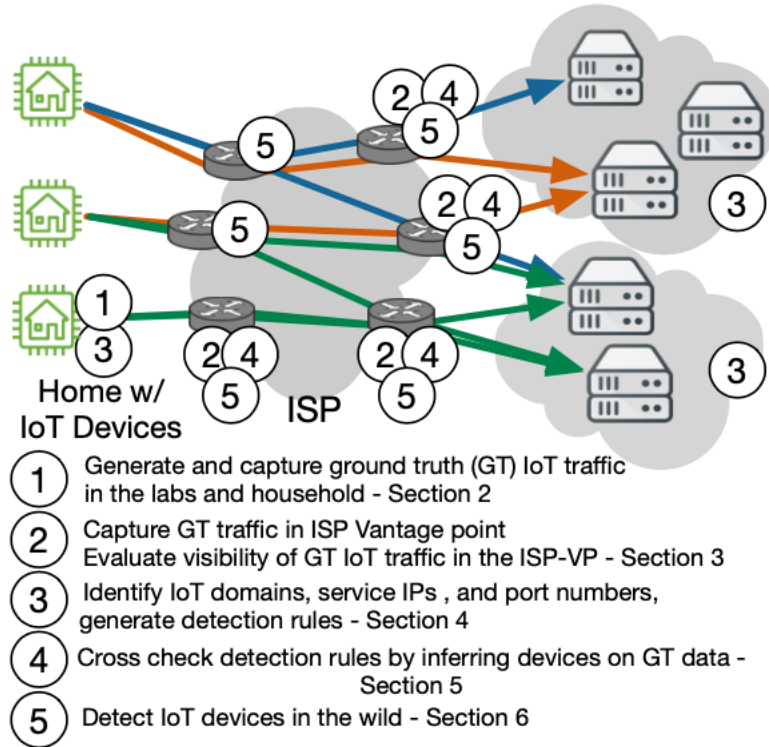 2 4
5
5
2 4
3
5
5
1
3
2 4
5
2 4
5
3
Home w/
IoT Devices
ISP
1 Generate and capture ground truth (GT) IoT traffic
in the labs and household - Section 2
2 Capture GT traffic in ISP Vantage point
Evaluate visibility of GT IoT traffic in the ISP-VP - Section 3
3 Identify IoT domains, service IPs , and port numbers,
generate detection rules - Section 4
4 Cross check detection rules by inferring devices on GT data -
Section 5
5 Detect IoT devices in the wild - Section 6